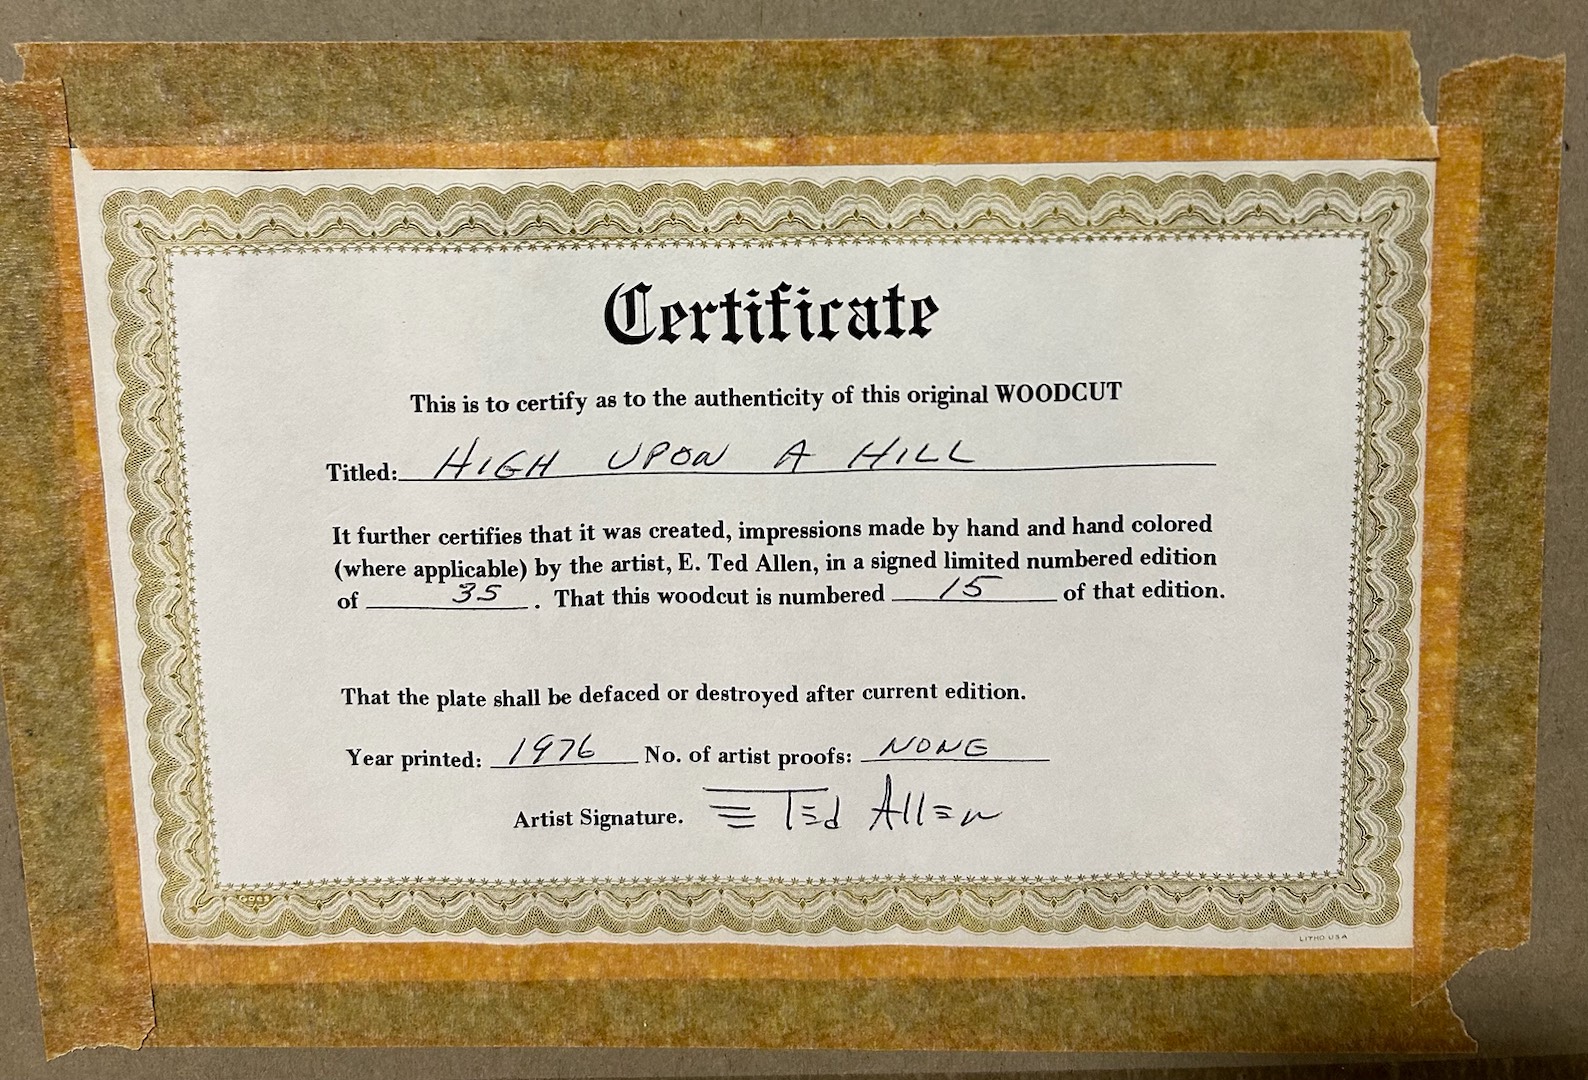 Certificate
This is to certify as to the authenticity of this original WOODCUT
Titled: HIGH UPON A HILL
It further certifies that it was created, impressions made by hand and hand colored
(where applicable) by the artist, E. Ted Allen, in a signed limited numbered edition
of 35 . That this woodcut is numbered 15 of that edition.
That the plate shall be defaced or destroyed after current edition.
Year printed: 1976 No. of artist proofs: NONE
Artist Signature. E Ted Allen
GOES
LITHO USA